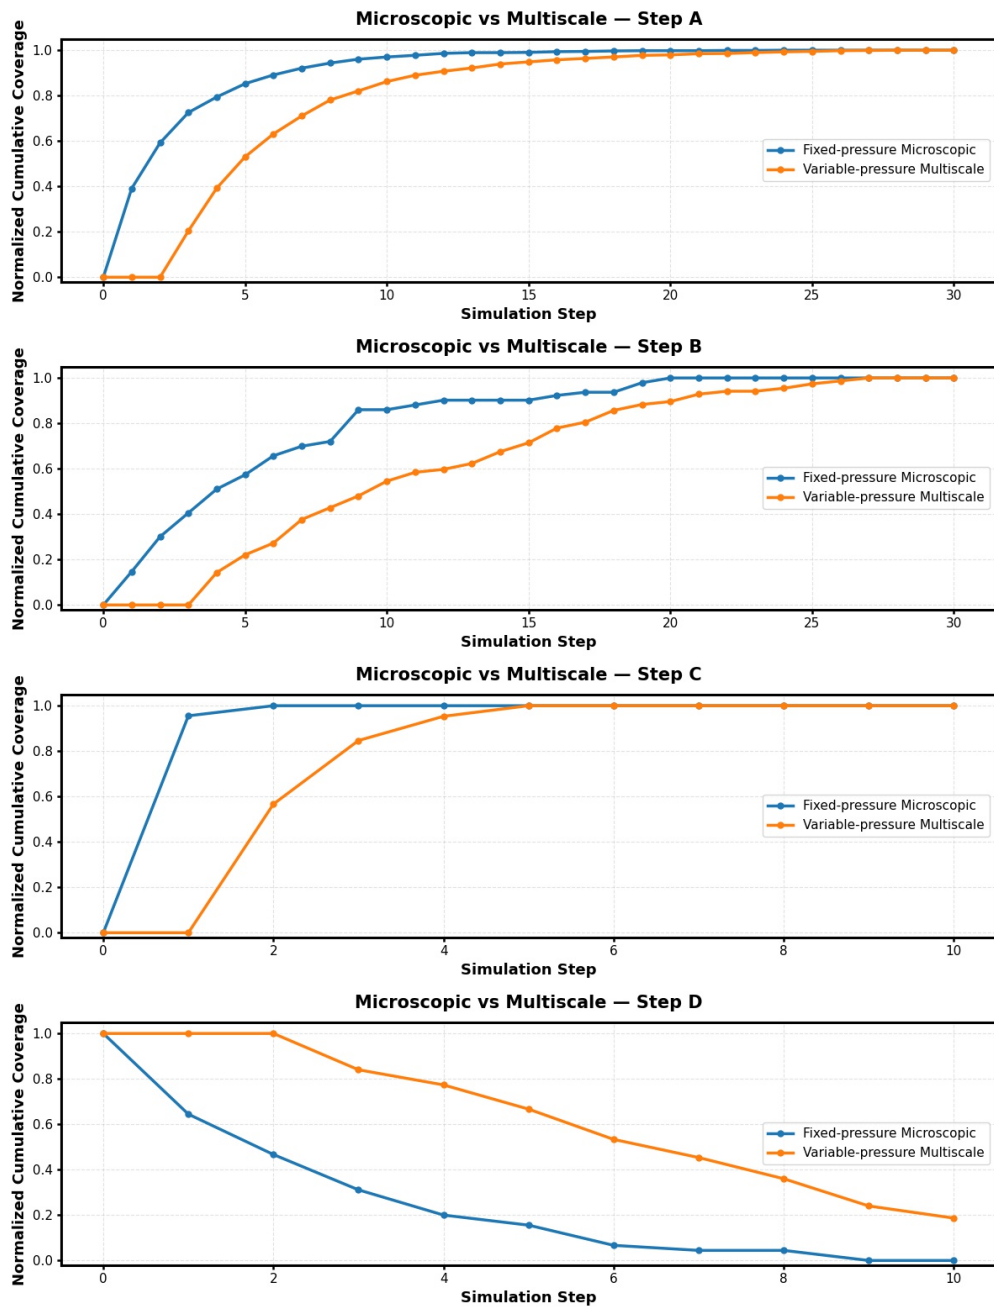 Microscopic vs Multiscale — Step A
Normalized Cumulative Coverage
1.0
0.8
0.6
0.4
0.2
0.0
Fixed-pressure Microscopic
Variable-pressure Multiscale
0 5 10 15 20 25 30
Simulation Step
Microscopic vs Multiscale — Step B
Normalized Cumulative Coverage
1.0
0.8
0.6
0.4
0.2
0.0
Fixed-pressure Microscopic
Variable-pressure Multiscale
0 5 10 15 20 25 30
Simulation Step
Microscopic vs Multiscale — Step C
Normalized Cumulative Coverage
1.0
0.8
0.6
0.4
0.2
0.0
Fixed-pressure Microscopic
Variable-pressure Multiscale
0 2 4 6 8 10
Simulation Step
Microscopic vs Multiscale — Step D
Normalized Cumulative Coverage
1.0
0.8
0.6
0.4
0.2
0.0
Fixed-pressure Microscopic
Variable-pressure Multiscale
0 2 4 6 8 10
Simulation Step